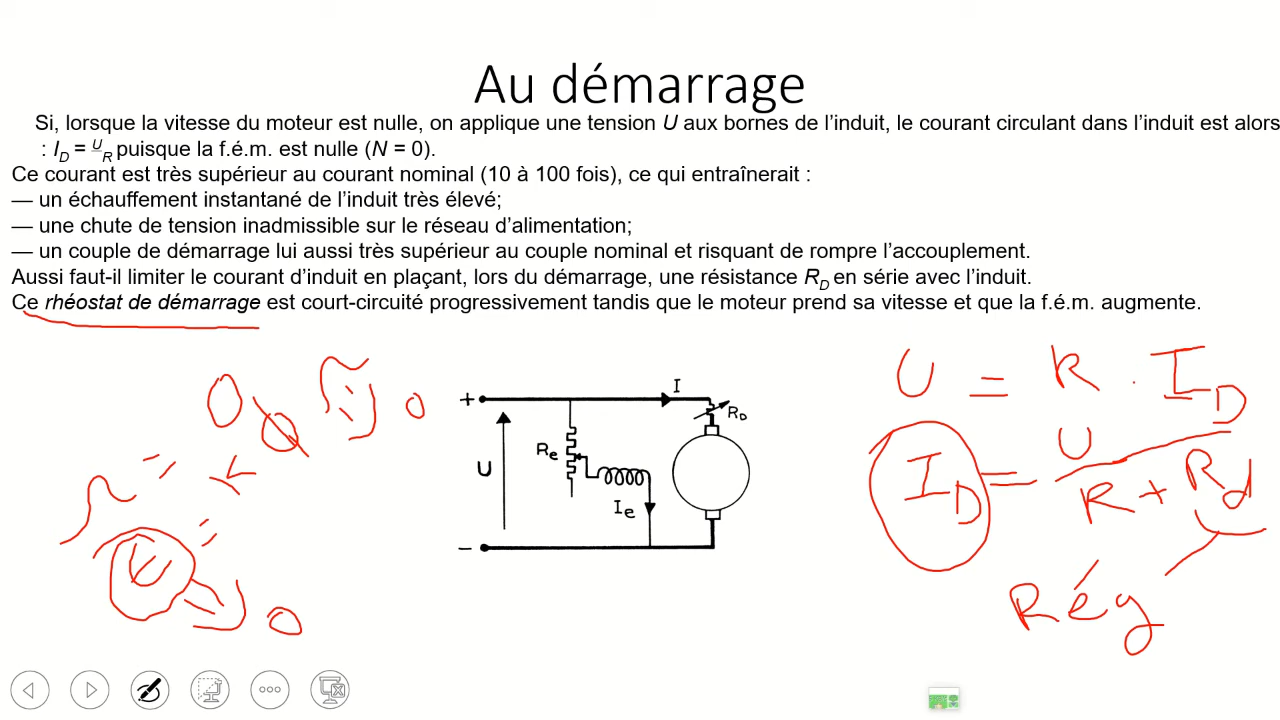 Au démarrage
Si, lorsque la vitesse du moteur est nulle, on applique une tension U aux bornes de l'induit, le courant circulant dans l'induit est alors
: I_D = U/R puisque la f.é.m. est nulle (N = 0).
Ce courant est très supérieur au courant nominal (10 à 100 fois), ce qui entraînerait :
— un échauffement instantané de l'induit très élevé;
— une chute de tension inadmissible sur le réseau d'alimentation;
— un couple de démarrage lui aussi très supérieur au couple nominal et risquant de rompre l'accouplement.
Aussi faut-il limiter le courant d'induit en plaçant, lors du démarrage, une résistance R_D en série avec l'induit.
Ce rhéostat de démarrage est court-circuité progressivement tandis que le moteur prend sa vitesse et que la f.é.m. augmente.
+ I R_D
U Re
Ie
−
U = R . I_D
I_D = U / R + Rd
Rég